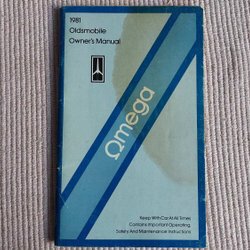 1981
Oldsmobile
Owner's Manual
Omega
Keep With Car At All Times
Contains Important Operating,
Safety And Maintenance Instructions